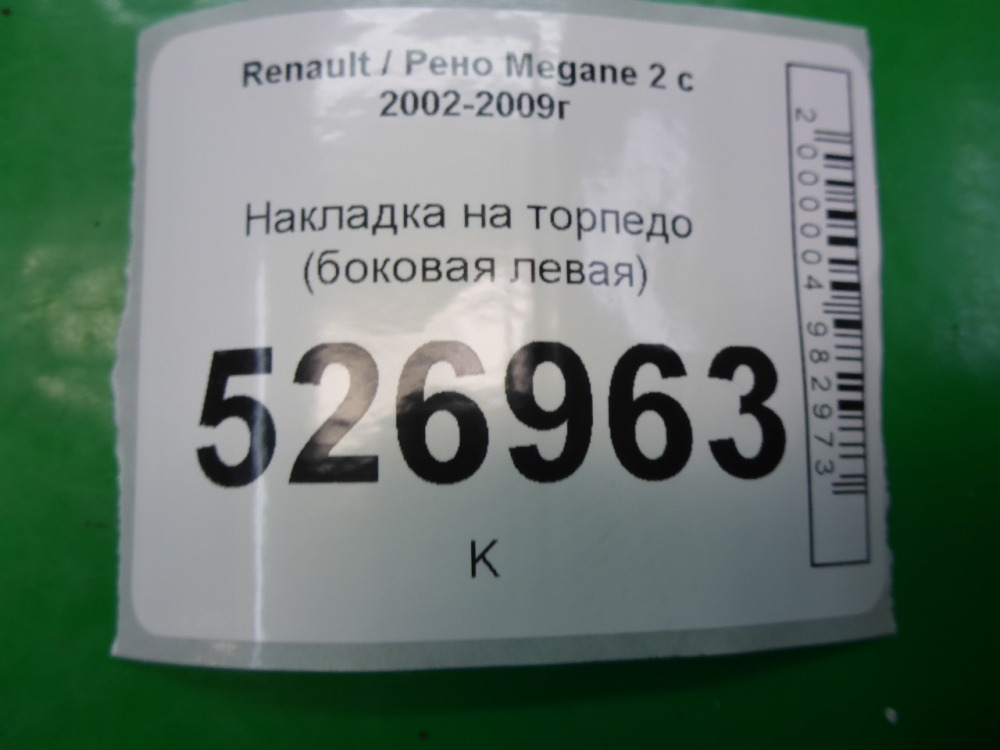 Renault / Рено Megane 2 с
2002-2009г
Накладка на торпедо
(боковая левая)
526963
К
2000004982973